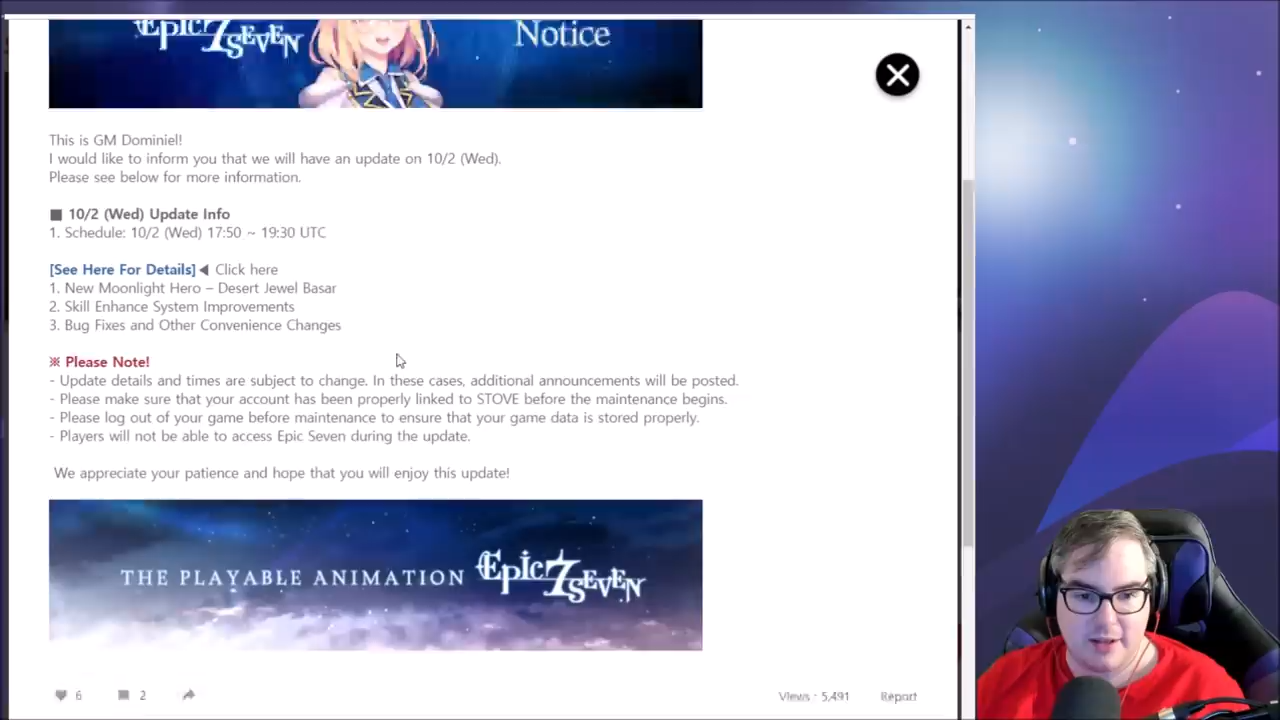 Epic 7 Seven
Notice
This is GM Dominiel!
I would like to inform you that we will have an update on 10/2 (Wed).
Please see below for more information.
■ 10/2 (Wed) Update Info
1. Schedule: 10/2 (Wed) 17:50 ~ 19:30 UTC
[See Here For Details]◀ Click here
1. New Moonlight Hero – Desert Jewel Basar
2. Skill Enhance System Improvements
3. Bug Fixes and Other Convenience Changes
※ Please Note!
- Update details and times are subject to change. In these cases, additional announcements will be posted.
- Please make sure that your account has been properly linked to STOVE before the maintenance begins.
- Please log out of your game before maintenance to ensure that your game data is stored properly.
- Players will not be able to access Epic Seven during the update.
We appreciate your patience and hope that you will enjoy this update!
THE PLAYABLE ANIMATION Epic 7 Seven
6 2 Views · 5,491 Report